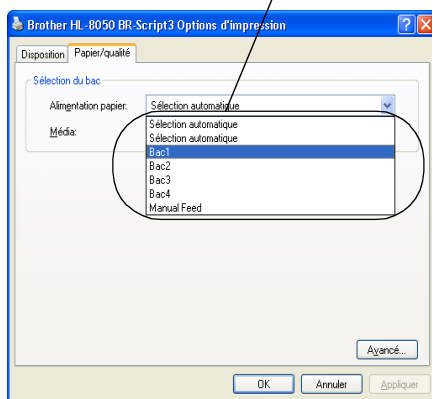 Brother HL-8050 BR-Script3 Options d'impression
Disposition Papier/qualité
Sélection du bac
Alimentation papier: Sélection automatique
Média:
Sélection automatique
Sélection automatique
Bac1
Bac2
Bac3
Bac4
Manual Feed
Avancé...
OK Annuler Appliquer